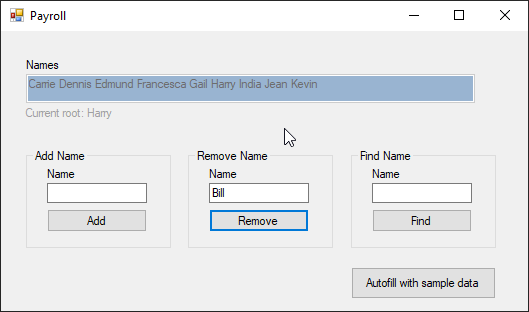 Payroll
Names
Carrie Dennis Edmund Francesca Gail Harry India Jean Kevin
Current root: Harry
Add Name
Name
Add
Remove Name
Name
Bill
Remove
Find Name
Name
Find
Autofill with sample data